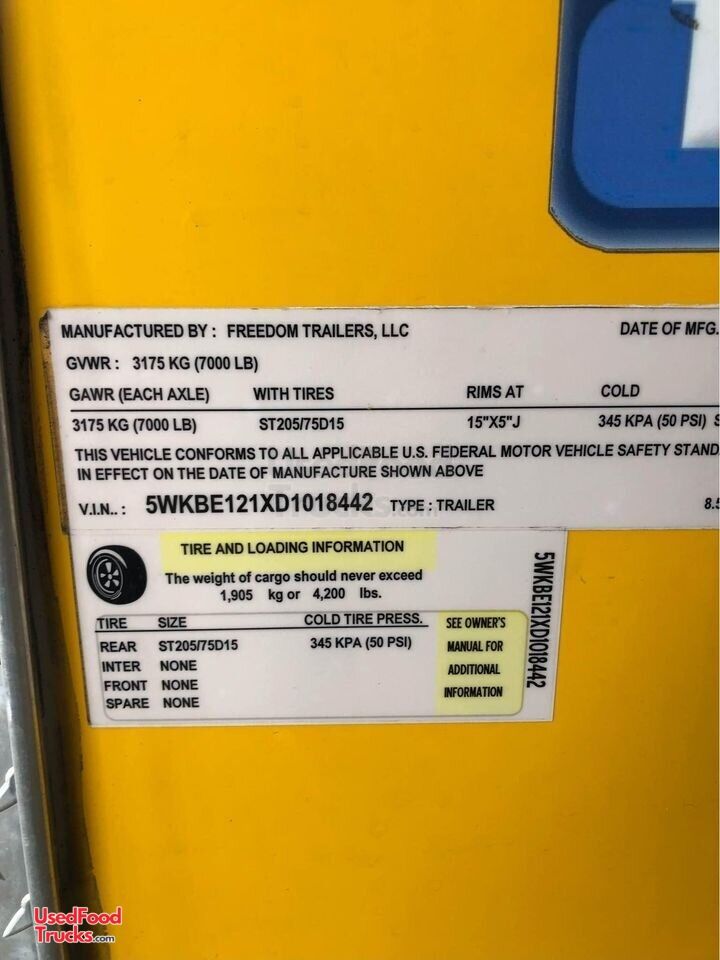 MANUFACTURED BY : FREEDOM TRAILERS, LLC DATE OF MFG.
GVWR : 3175 KG (7000 LB)
GAWR (EACH AXLE) WITH TIRES RIMS AT COLD
3175 KG (7000 LB) ST205/75D15 15"X5"J 345 KPA (50 PSI) S
THIS VEHICLE CONFORMS TO ALL APPLICABLE U.S. FEDERAL MOTOR VEHICLE SAFETY STAND
IN EFFECT ON THE DATE OF MANUFACTURE SHOWN ABOVE
V.I.N.. : 5WKBE121XD1018442 TYPE : TRAILER 8.5
TIRE AND LOADING INFORMATION
The weight of cargo should never exceed
1,905 kg or 4,200 lbs.
TIRE SIZE COLD TIRE PRESS.
REAR ST205/75D15 345 KPA (50 PSI)
INTER NONE
FRONT NONE
SPARE NONE
SEE OWNER'S
MANUAL FOR
ADDITIONAL
INFORMATION
5WKBE121XD1018442
UsedFood
Trucks.com